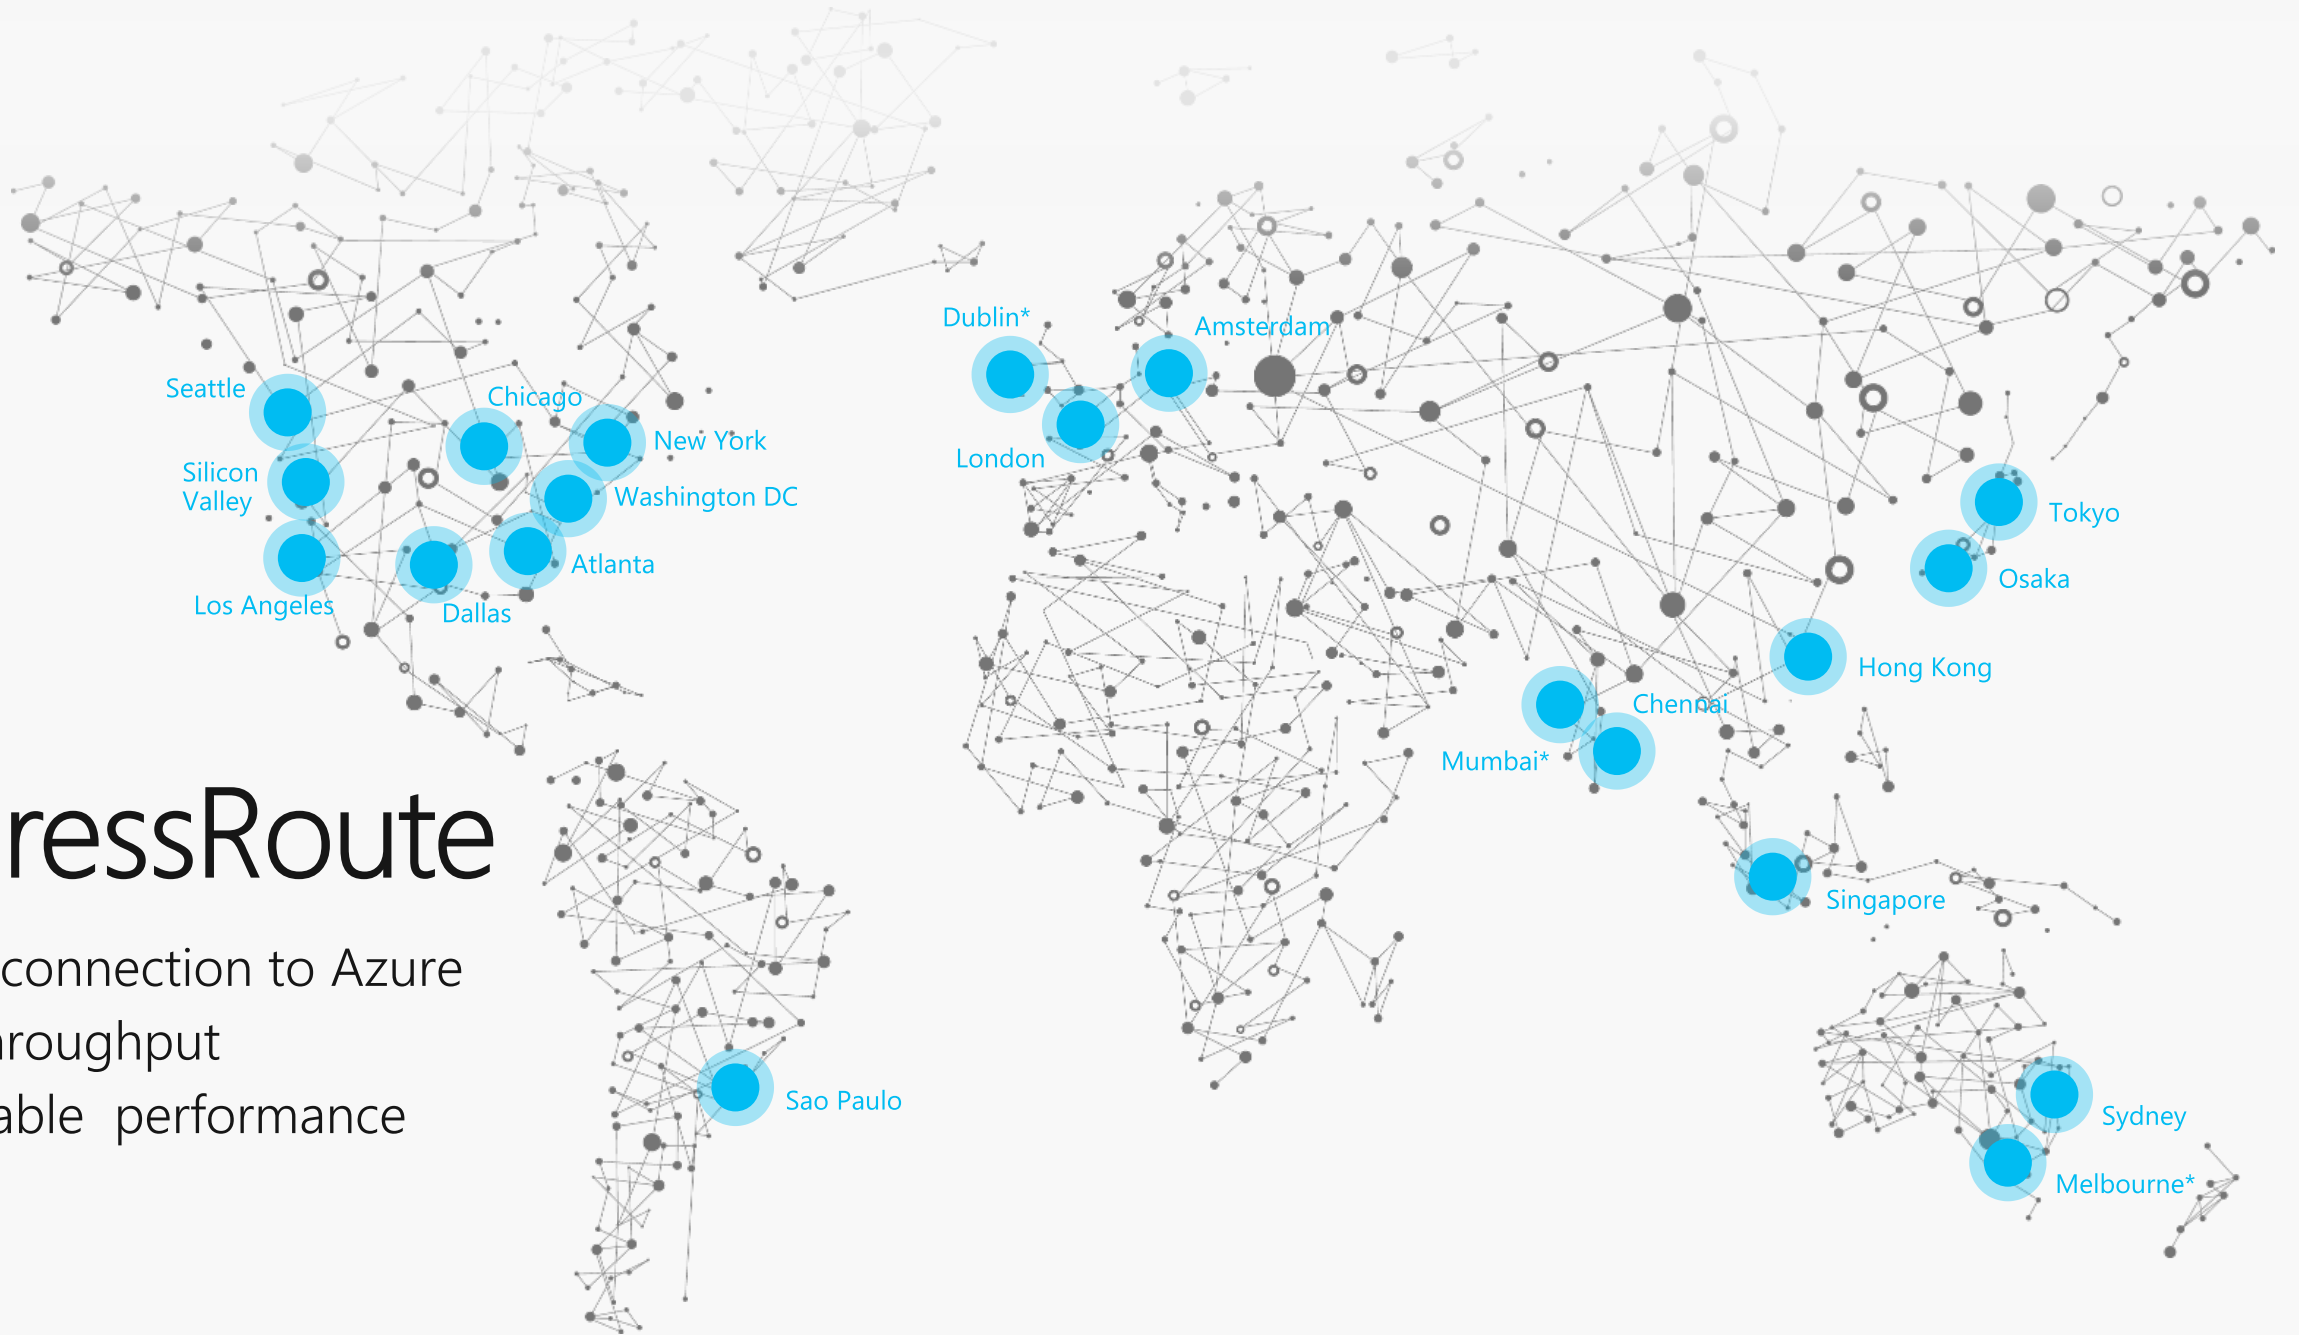 Dublin*
Amsterdam
Seattle
Chicago
New York
London
Silicon
Valley
Washington DC
Tokyo
Atlanta
Osaka
Los Angeles
Dallas
Hong Kong
Chennai
Mumbai*
ressRoute
Singapore
connection to Azure
roughput
able performance
Sao Paulo
Sydney
Melbourne*